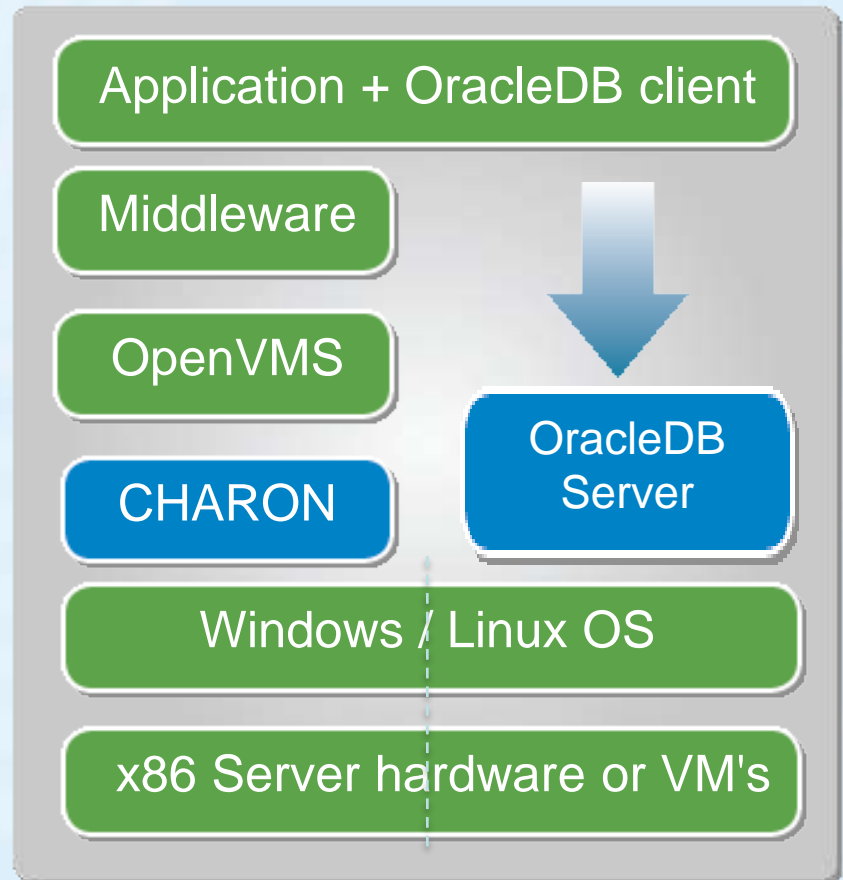 Application + OracleDB client
Middleware
OpenVMS
OracleDB
Server
CHARON
Windows / Linux OS
x86 Server hardware or VM's